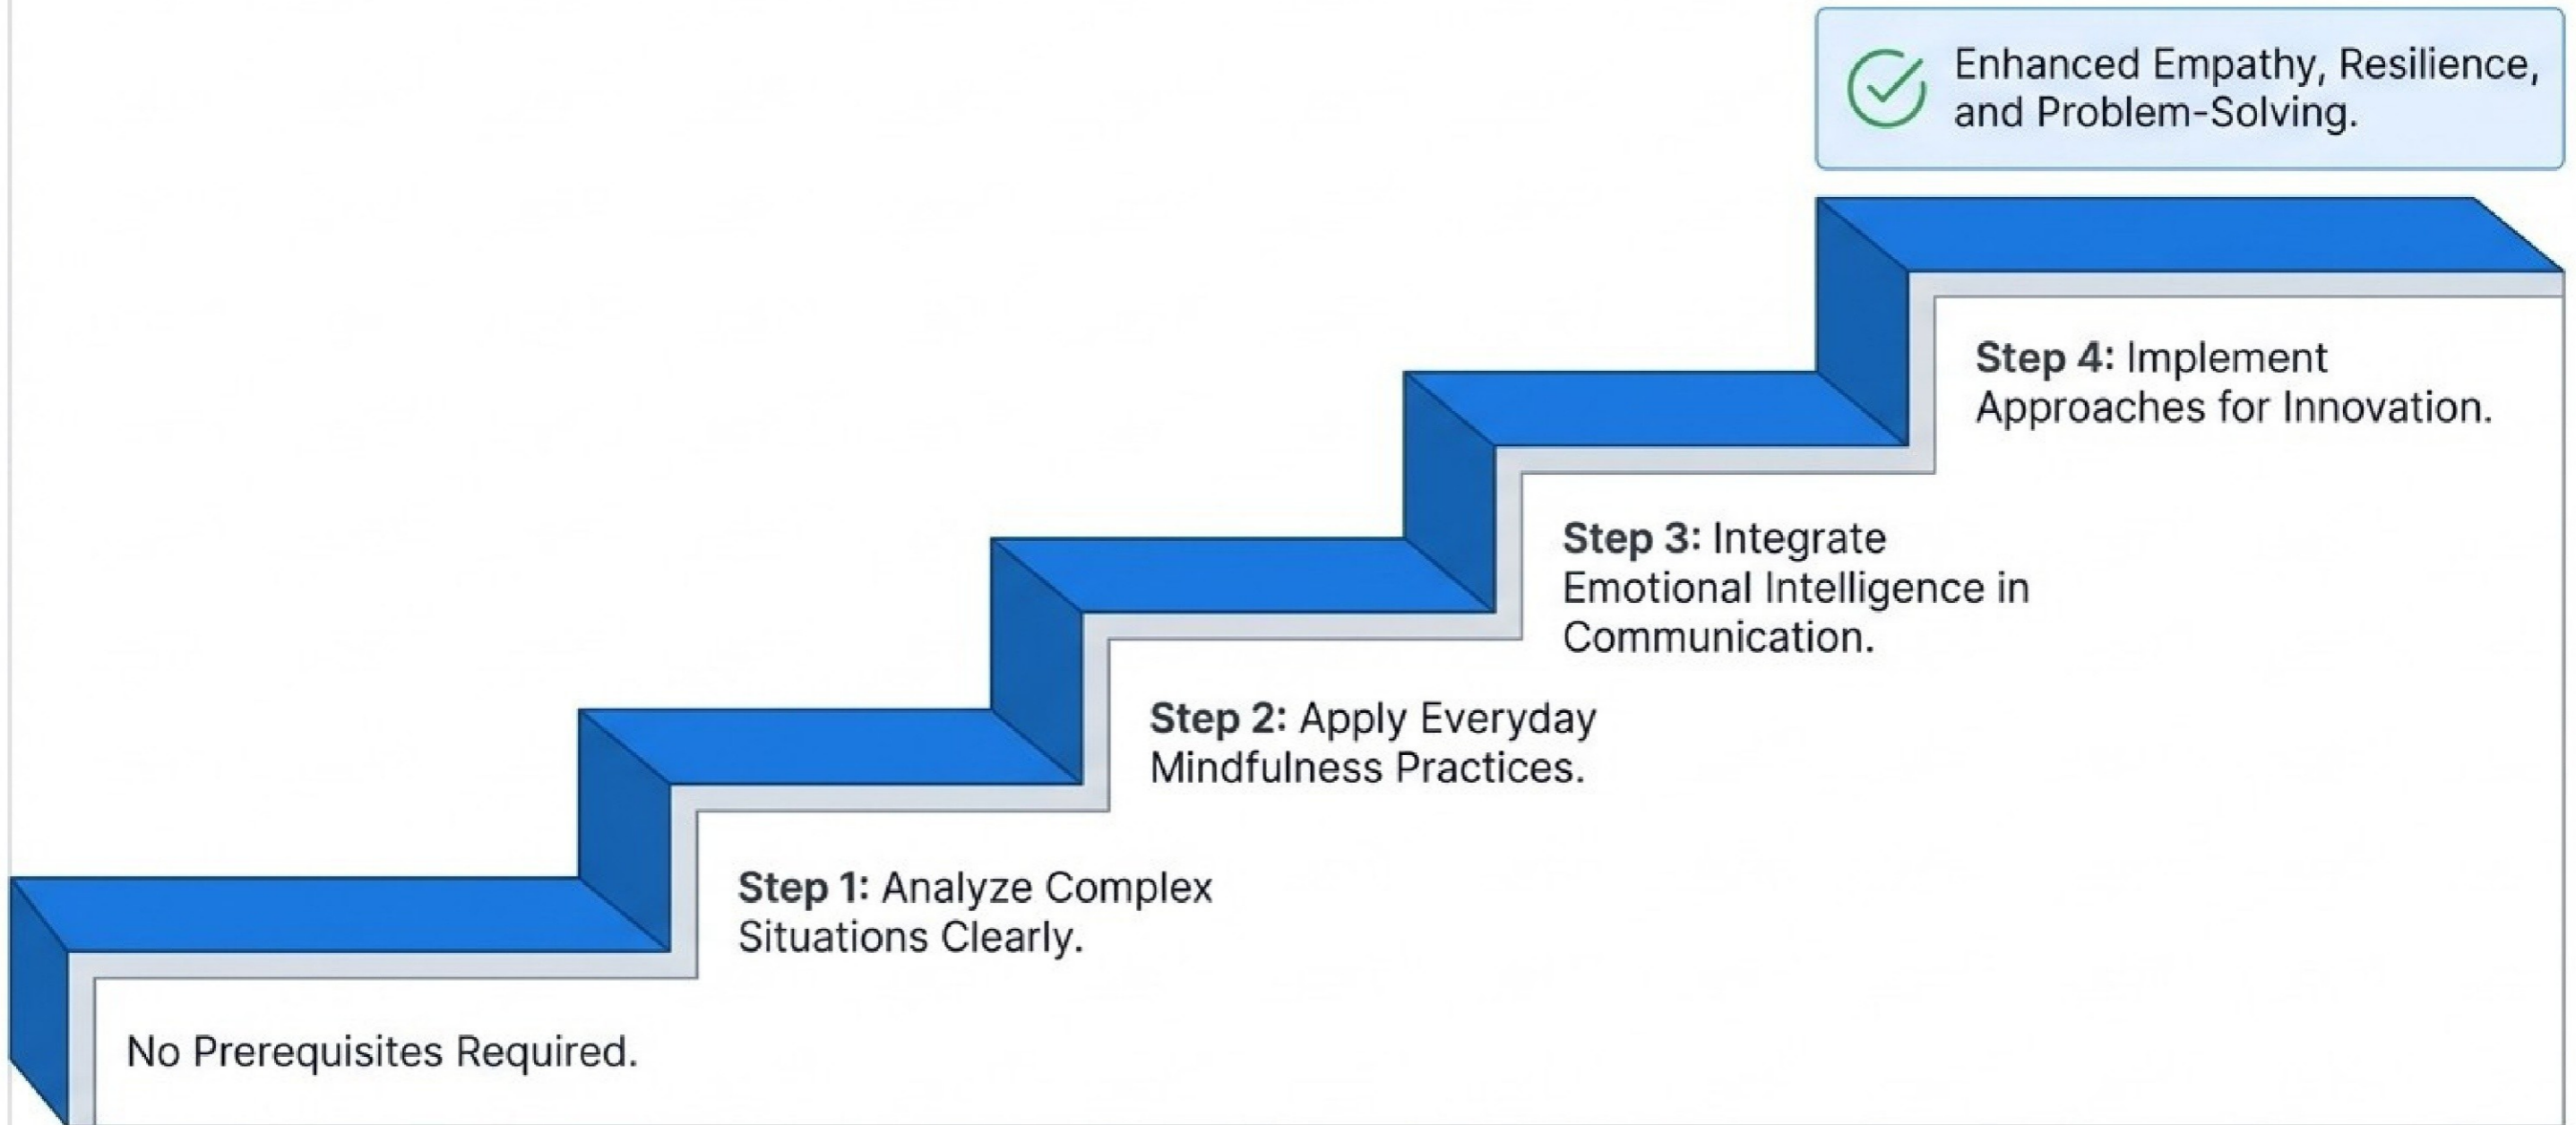 Enhanced Empathy, Resilience,
and Problem-Solving.
Step 4: Implement
Approaches for Innovation.
Step 3: Integrate
Emotional Intelligence in
Communication.
Step 2: Apply Everyday
Mindfulness Practices.
Step 1: Analyze Complex
Situations Clearly.
No Prerequisites Required.